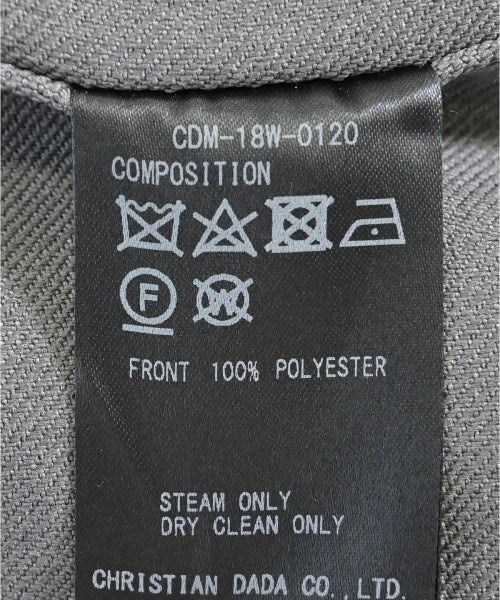 CDM-18W-0120
COMPOSITION
F W
FRONT 100% POLYESTER
STEAM ONLY
DRY CLEAN ONLY
CHRISTIAN DADA CO.,LTD.